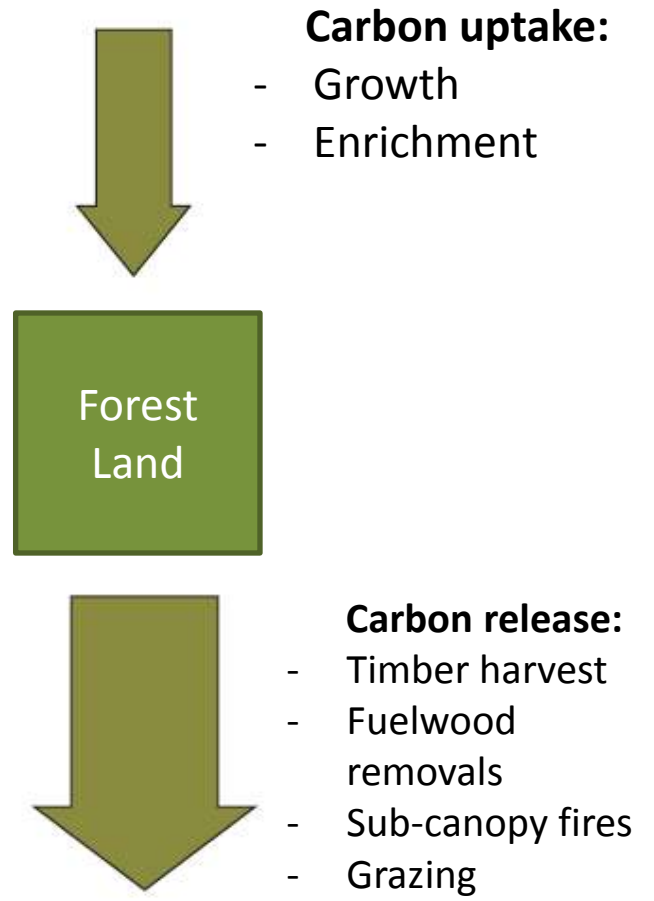 Carbon uptake:
- Growth
- Enrichment
Forest
Land
Carbon release:
- Timber harvest
- Fuelwood
removals
- Sub-canopy fires
- Grazing